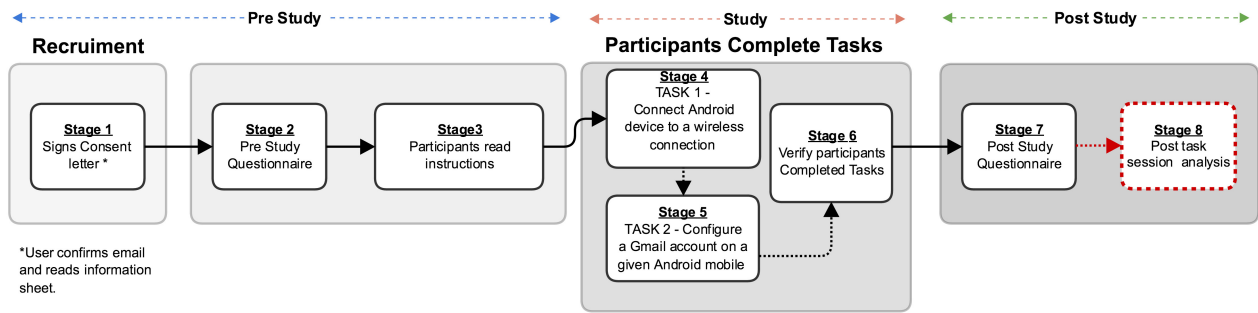 Pre Study
Study
Post Study
Recruiment
Participants Complete Tasks
Stage 1
Signs Consent
letter *
Stage 2
Pre Study
Questionnaire
Stage3
Participants read
instructions
Stage 4
TASK 1 -
Connect Android
device to a wireless
connection
Stage 5
TASK 2 - Configure
a Gmail account on a
given Android mobile
Stage 6
Verify participants
Completed Tasks
Stage 7
Post Study
Questionnaire
Stage 8
Post task
session analysis
*User confirms email
and reads information
sheet.